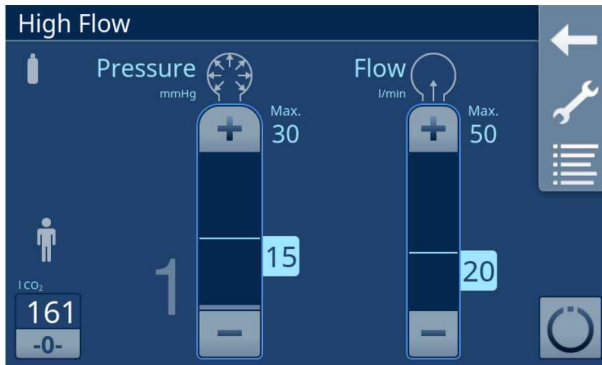 High Flow
Pressure
mmHg
Max.
30
+
15
1
−
Flow
l/min
Max.
50
+
20
−
l CO₂
161
-0-